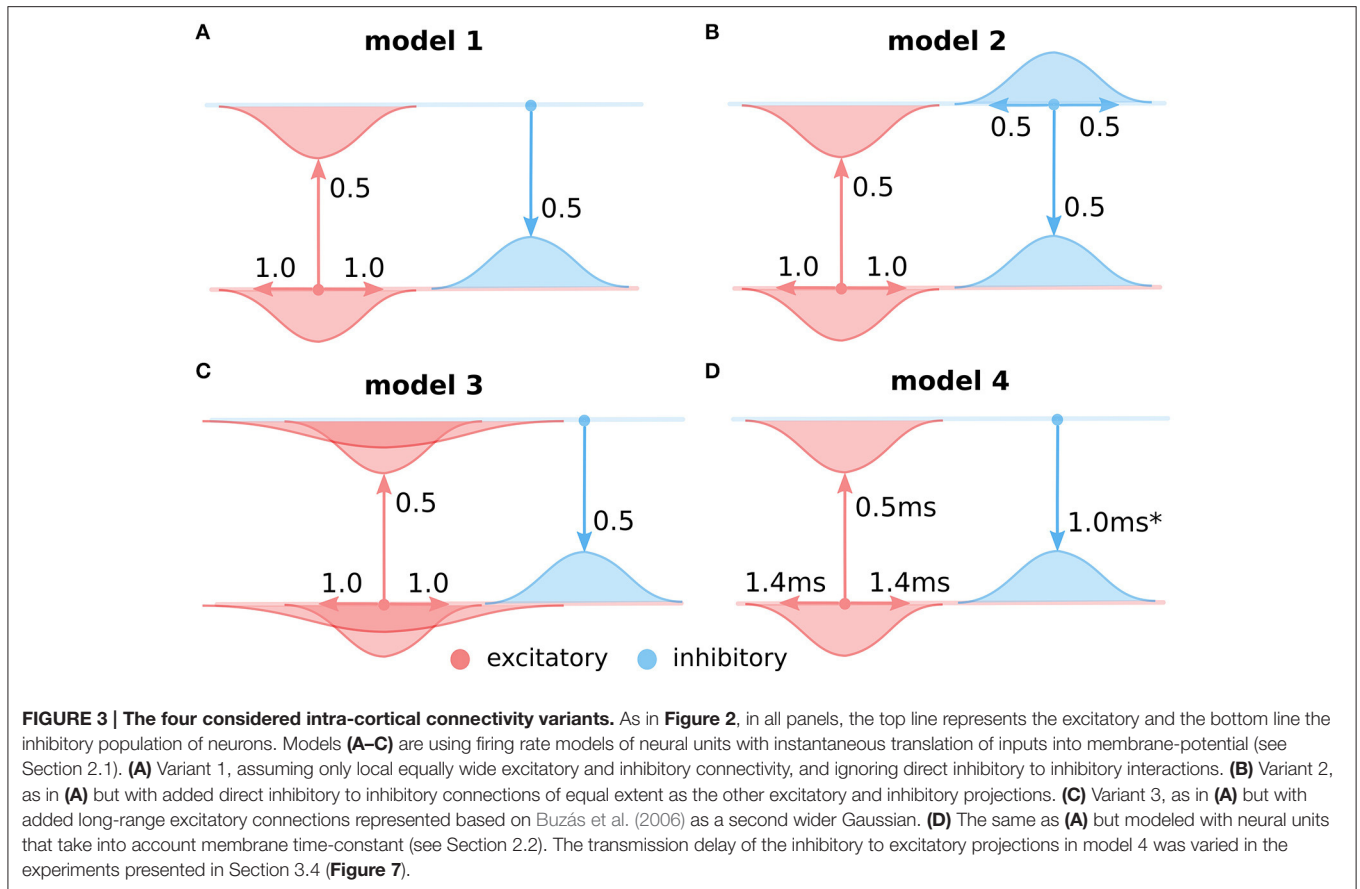 A
model 1
0.5
0.5
1.0 1.0
B
model 2
0.5 0.5
0.5
0.5
1.0 1.0
C
model 3
0.5
0.5
1.0 1.0
D
model 4
0.5ms
1.0ms*
1.4ms 1.4ms
excitatory inhibitory
FIGURE 3 | The four considered intra-cortical connectivity variants. As in Figure 2, in all panels, the top line represents the excitatory and the bottom line the
inhibitory population of neurons. Models (A–C) are using firing rate models of neural units with instantaneous translation of inputs into membrane-potential (see
Section 2.1). (A) Variant 1, assuming only local equally wide excitatory and inhibitory connectivity, and ignoring direct inhibitory to inhibitory interactions. (B) Variant 2,
as in (A) but with added direct inhibitory to inhibitory connections of equal extent as the other excitatory and inhibitory projections. (C) Variant 3, as in (A) but with
added long-range excitatory connections represented based on Buzás et al. (2006) as a second wider Gaussian. (D) The same as (A) but modeled with neural units
that take into account membrane time-constant (see Section 2.2). The transmission delay of the inhibitory to excitatory projections in model 4 was varied in the
experiments presented in Section 3.4 (Figure 7).